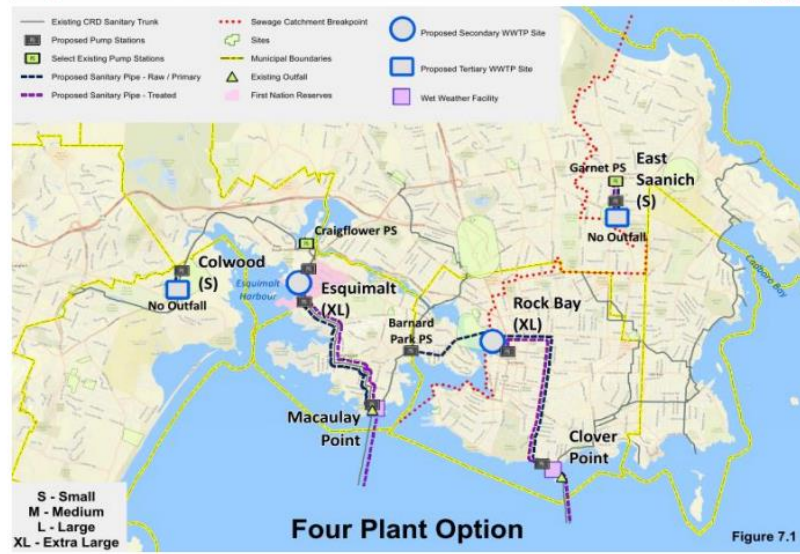 Existing CRD Sanitary Trunk
Proposed Pump Stations
Select Existing Pump Stations
Proposed Sanitary Pipe - Raw / Primary
Proposed Sanitary Pipe - Treated
Sewage Catchment Breakpoint
Sites
Municipal Boundaries
Existing Outfall
First Nation Reserves
Proposed Secondary WWTP Site
Proposed Tertiary WWTP Site
Wet Weather Facility
Garnet PS
East
Saanich
(S)
No Outfall
Craigflower PS
Colwood
(S)
No Outfall
Esquimalt
Harbour
Esquimalt
(XL)
Cadboro Bay
Rock Bay
(XL)
Barnard
Park PS
Macaulay
Point
Clover
Point
S - Small
M - Medium
L - Large
XL - Extra Large
Four Plant Option
Figure 7.1